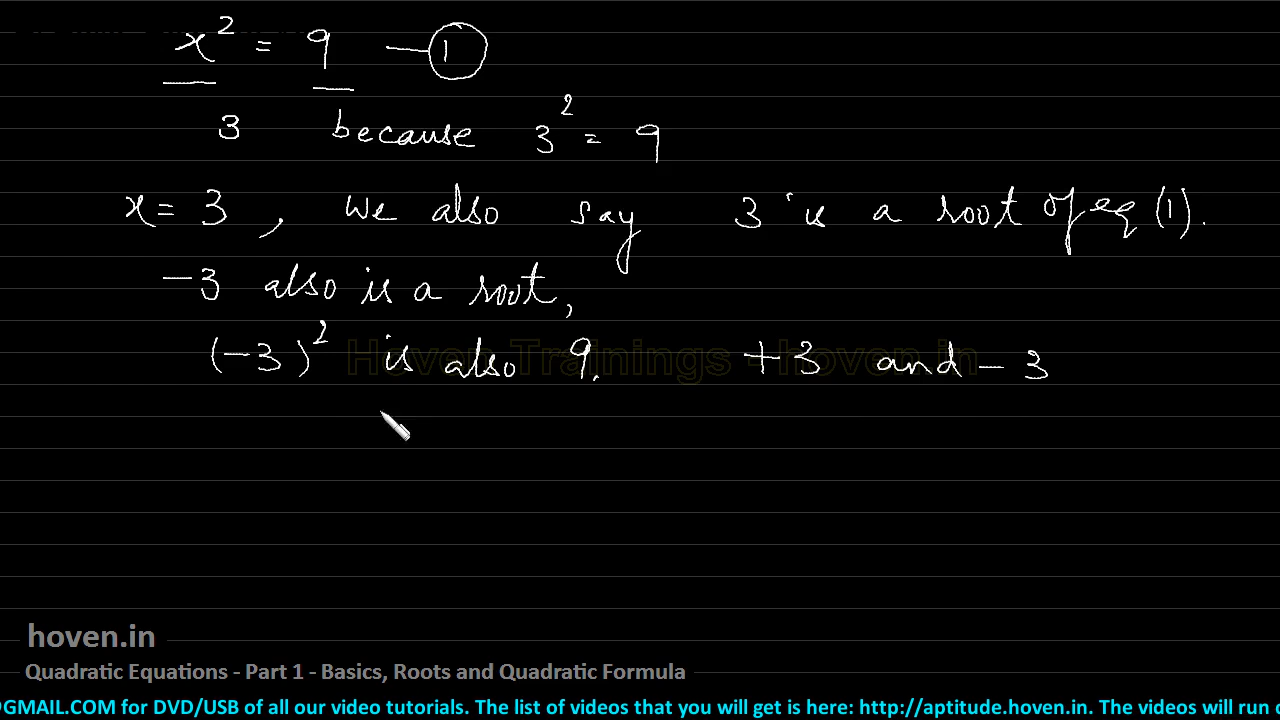 x² = 9 — ①
3 because 3² = 9
x = 3, we also say 3 is a root of eq (1).
−3 also is a root,
(−3)² is also 9. +3 and −3
Hoven Trainings - hoven.in
hoven.in
Quadratic Equations - Part 1 - Basics, Roots and Quadratic Formula
@GMAIL.COM for DVD/USB of all our video tutorials. The list of videos that you will get is here: http://aptitude.hoven.in. The videos will run